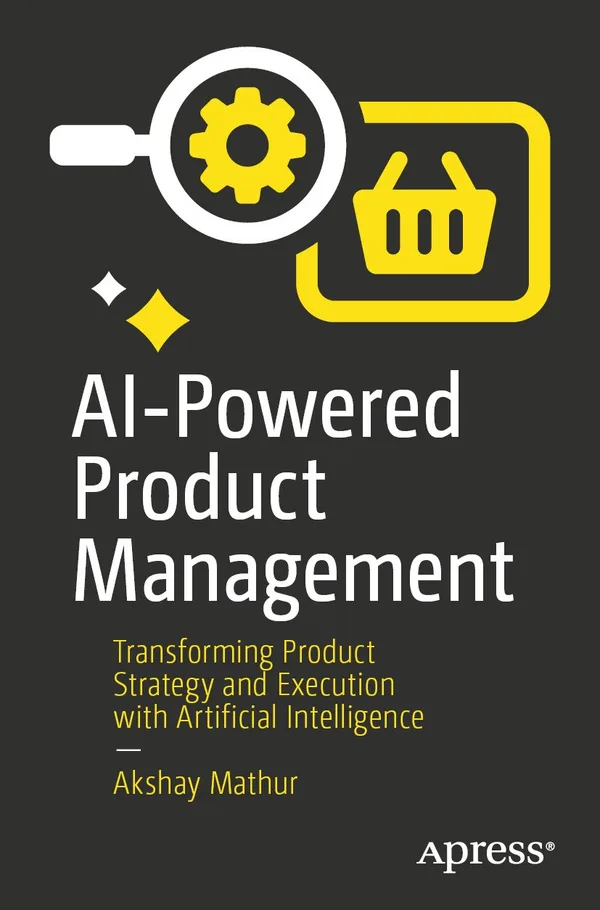 AI-Powered
Product
Management
Transforming Product
Strategy and Execution
with Artificial Intelligence
—
Akshay Mathur
Apress®